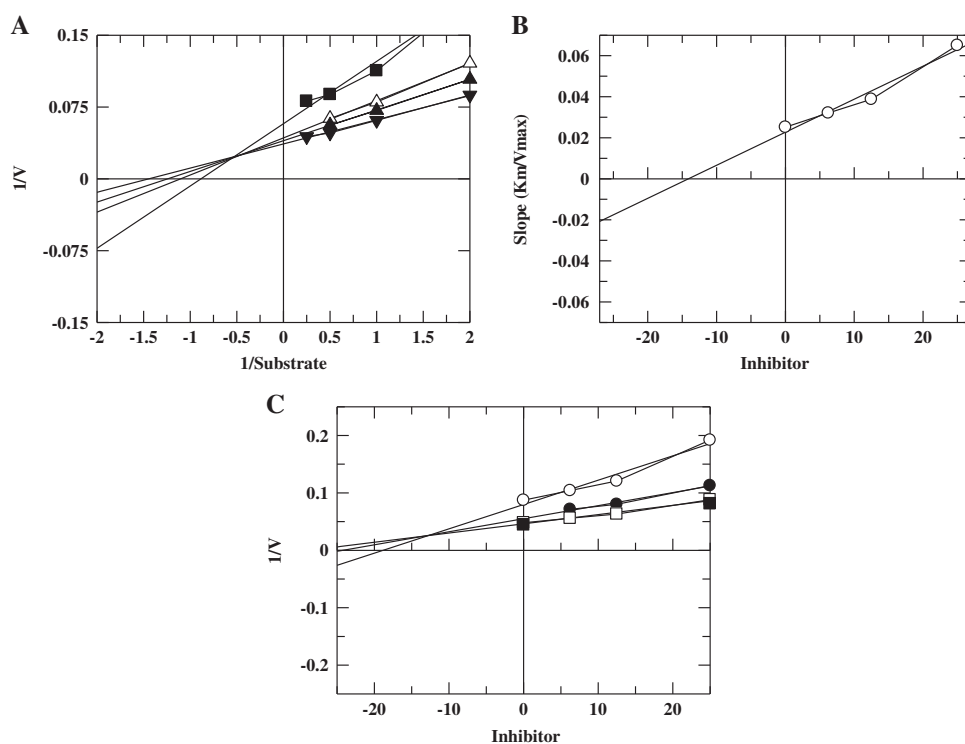 A
0.15
0.075
0
-0.075
-0.15
1/V
-2 -1.5 -1 -0.5 0 0.5 1 1.5 2
1/Substrate
B
0.06
0.04
0.02
0
-0.02
-0.04
-0.06
Slope (Km/Vmax)
-20 -10 0 10 20
Inhibitor
C
0.2
0.1
0
-0.1
-0.2
1/V
-20 -10 0 10 20
Inhibitor